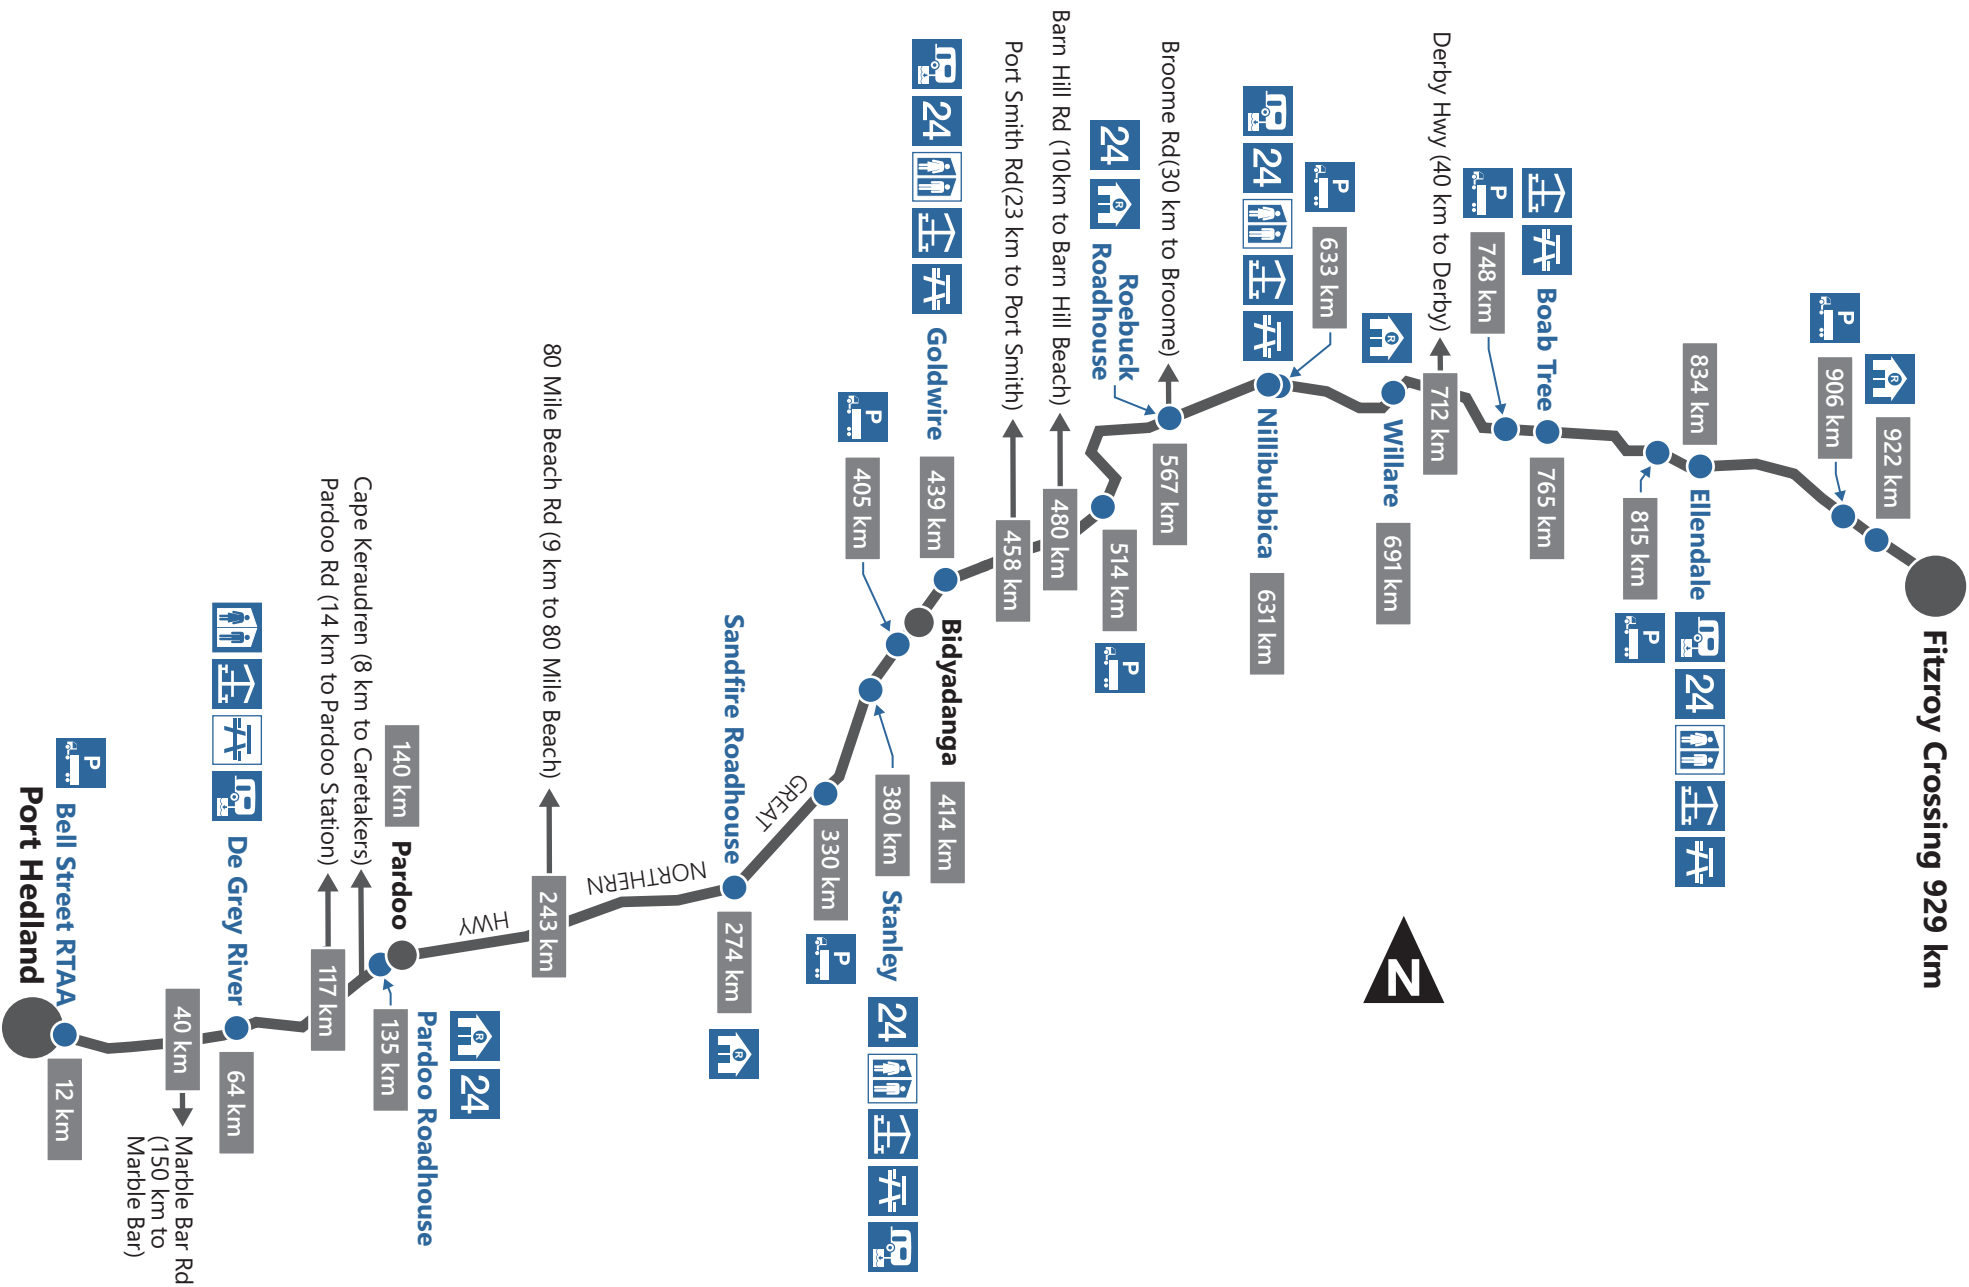 Fitzroy Crossing 929 km
922 km
R
906 km
P
834 km
Ellendale
24
815 km
P
Boab Tree
765 km
748 km
P
Derby Hwy (40 km to Derby)
712 km
R
Willare
691 km
P
633 km
24
Nillibubbica
631 km
Broome Rd(30 km to Broome)
24
R
Roebuck
Roadhouse
567 km
514 km
P
Barn Hill Rd (10km to Barn Hill Beach)
480 km
Port Smith Rd(23 km to Port Smith)
458 km
24
Goldwire
439 km
Bidyadanga
414 km
P
405 km
380 km
Stanley
24
330 km
P
GREAT
NORTHERN
HWY
Sandfire Roadhouse
274 km
R
80 Mile Beach Rd (9 km to 80 Mile Beach)
243 km
140 km
Pardoo
R
24
Pardoo Roadhouse
135 km
Cape Keraudren (8 km to Caretakers)
Pardoo Rd (14 km to Pardoo Station)
117 km
De Grey River
64 km
40 km
Marble Bar Rd
(150 km to
Marble Bar)
P
Bell Street RTAA
12 km
Port Hedland
N